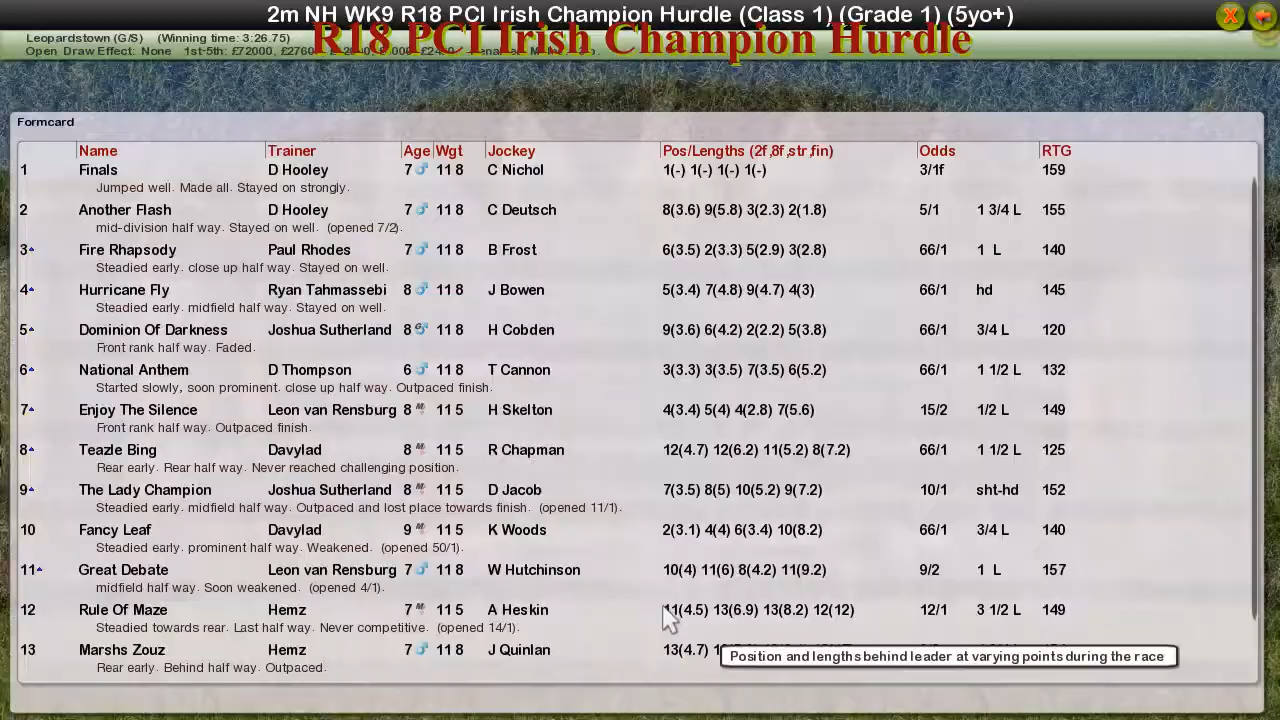 2m NH WK9 R18 PCI Irish Champion Hurdle (Class 1) (Grade 1) (5yo+)
R18 PCI Irish Champion Hurdle
Leopardstown (G/S) (Winning time: 3:26.75)
Open Draw Effect: None 1st-5th: £72000,
Formcard
Name Trainer Age Wgt Jockey Pos/Lengths (2f,8f,str,fin) Odds RTG
1 Finals D Hooley 7 11 8 C Nichol 1(-) 1(-) 1(-) 1(-) 3/1f 159
Jumped well. Made all. Stayed on strongly.
2 Another Flash D Hooley 7 11 8 C Deutsch 8(3.6) 9(5.8) 3(2.3) 2(1.8) 5/1 1 3/4 L 155
mid-division half way. Stayed on well. (opened 7/2).
3 Fire Rhapsody Paul Rhodes 7 11 8 B Frost 6(3.5) 2(3.3) 5(2.9) 3(2.8) 66/1 1 L 140
Steadied early. close up half way. Stayed on well.
4 Hurricane Fly Ryan Tahmassebi 8 11 8 J Bowen 5(3.4) 7(4.8) 9(4.7) 4(3) 66/1 hd 145
Steadied early. midfield half way. Stayed on well.
5 Dominion Of Darkness Joshua Sutherland 8 11 8 H Cobden 9(3.6) 6(4.2) 2(2.2) 5(3.8) 66/1 3/4 L 120
Front rank half way. Faded.
6 National Anthem D Thompson 6 11 8 T Cannon 3(3.3) 3(3.5) 7(3.5) 6(5.2) 66/1 1 1/2 L 132
Started slowly, soon prominent. close up half way. Outpaced finish.
7 Enjoy The Silence Leon van Rensburg 8 11 5 H Skelton 4(3.4) 5(4) 4(2.8) 7(5.6) 15/2 1/2 L 149
Front rank half way. Outpaced finish.
8 Teazle Bing Davylad 8 11 5 R Chapman 12(4.7) 12(6.2) 11(5.2) 8(7.2) 66/1 1 1/2 L 125
Rear early. Rear half way. Never reached challenging position.
9 The Lady Champion Joshua Sutherland 8 11 5 D Jacob 7(3.5) 8(5) 10(5.2) 9(7.2) 10/1 sht-hd 152
Steadied early. midfield half way. Outpaced and lost place towards finish. (opened 11/1).
10 Fancy Leaf Davylad 9 11 5 K Woods 2(3.1) 4(4) 6(3.4) 10(8.2) 66/1 3/4 L 140
Steadied early. prominent half way. Weakened. (opened 50/1).
11 Great Debate Leon van Rensburg 7 11 8 W Hutchinson 10(4) 11(6) 8(4.2) 11(9.2) 9/2 1 L 157
midfield half way. Soon weakened. (opened 4/1).
12 Rule Of Maze Hemz 7 11 5 A Heskin 11(4.5) 13(6.9) 13(8.2) 12(12) 12/1 3 1/2 L 149
Steadied towards rear. Last half way. Never competitive. (opened 14/1).
13 Marshs Zouz Hemz 7 11 8 J Quinlan 13(4.7)
Position and lengths behind leader at varying points during the race
Rear early. Behind half way. Outpaced.